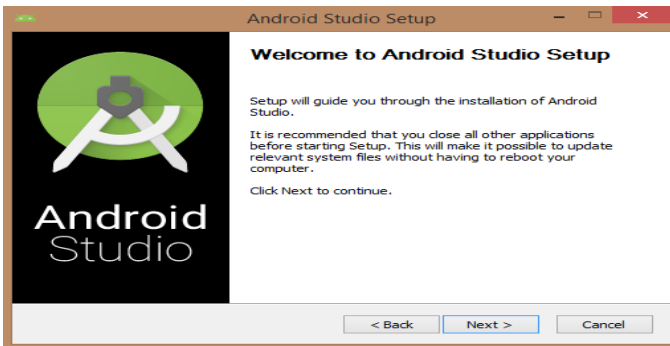 Android Studio Setup
Welcome to Android Studio Setup
Setup will guide you through the installation of Android
Studio.
It is recommended that you close all other applications
before starting Setup. This will make it possible to update
relevant system files without having to reboot your
computer.
Click Next to continue.
Android
Studio
< Back
Next >
Cancel